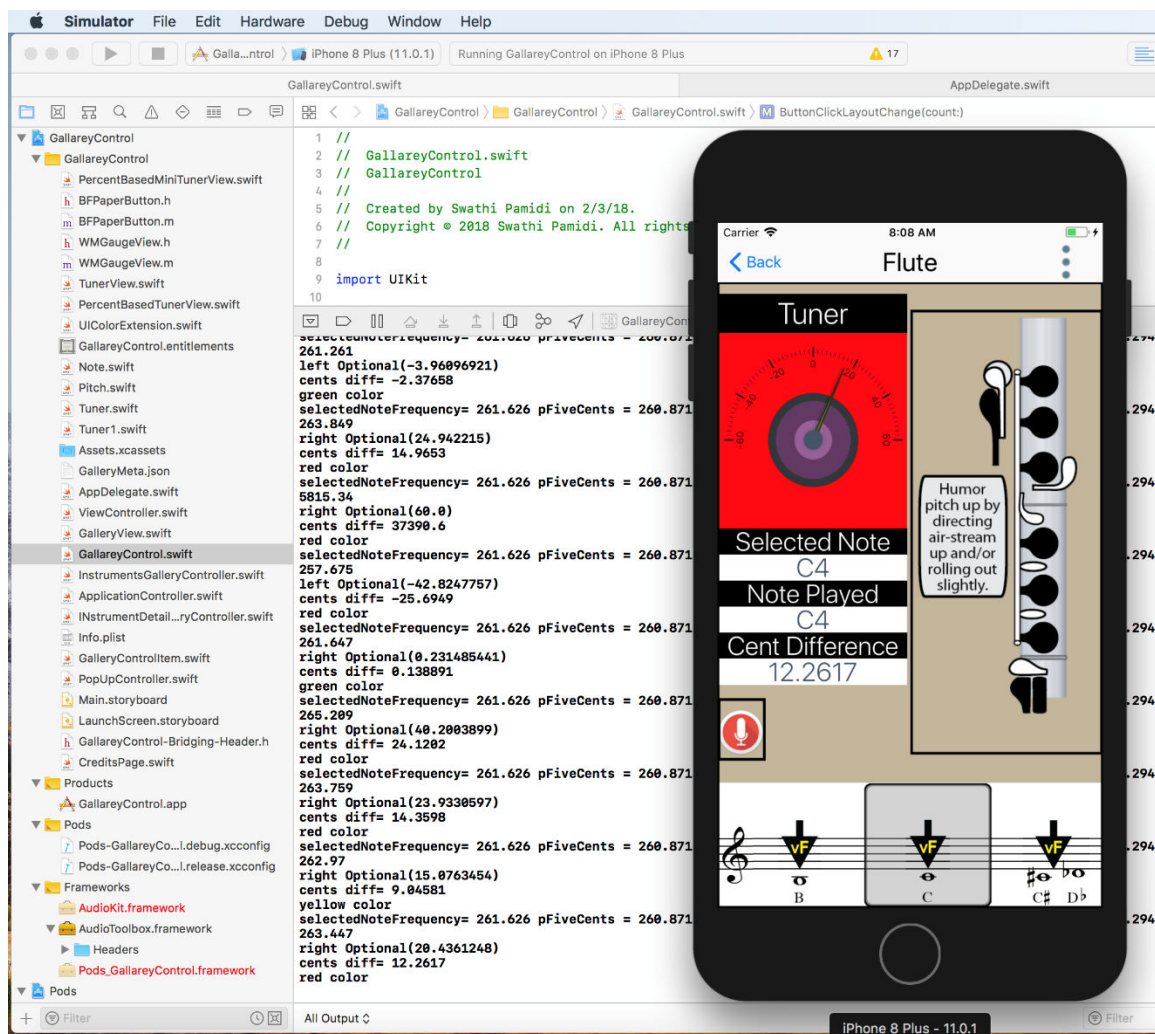 Simulator File Edit Hardware Debug Window Help
Galla...ntrol iPhone 8 Plus (11.0.1) Running GallareyControl on iPhone 8 Plus 17
GallareyControl.swift AppDelegate.swift
GallareyControl GallareyControl GallareyControl.swift M ButtonClickLayoutChange(count:)
GallareyControl
GallareyControl
PercentBasedMiniTunerView.swift
h BFPaperButton.h
m BFPaperButton.m
h WMGaugeView.h
m WMGaugeView.m
TunerView.swift
PercentBasedTunerView.swift
UIColorExtension.swift
GallareyControl.entitlements
Note.swift
Pitch.swift
Tuner.swift
Tuner1.swift
Assets.xcassets
GalleryMeta.json
AppDelegate.swift
ViewController.swift
GalleryView.swift
GallareyControl.swift
InstrumentsGalleryController.swift
ApplicationController.swift
INstrumentDetail...ryController.swift
Info.plist
GalleryControlItem.swift
PopUpController.swift
Main.storyboard
LaunchScreen.storyboard
h GallareyControl-Bridging-Header.h
CreditsPage.swift
Products
GallareyControl.app
Pods
Pods-GallareyCo...l.debug.xcconfig
Pods-GallareyCo...l.release.xcconfig
Frameworks
AudioKit.framework
AudioToolbox.framework
Headers
Pods_GallareyControl.framework
Pods
Filter
1 //
2 // GallareyControl.swift
3 // GallareyControl
4 //
5 // Created by Swathi Pamidi on 2/3/18.
6 // Copyright © 2018 Swathi Pamidi. All rights
7 //
8
9 import UIKit
10
GallareyCon
selectedNoteFrequency= 261.626 pFiveCents = 260.871
261.261
left Optional(-3.96096921)
cents diff= -2.37658
green color
selectedNoteFrequency= 261.626 pFiveCents = 260.871 .294
263.849
right Optional(24.942215)
cents diff= 14.9653
red color
selectedNoteFrequency= 261.626 pFiveCents = 260.871 .294
5815.34
right Optional(60.0)
cents diff= 37390.6
red color
selectedNoteFrequency= 261.626 pFiveCents = 260.871 .294
257.675
left Optional(-42.8247757)
cents diff= -25.6949
red color
selectedNoteFrequency= 261.626 pFiveCents = 260.871 .294
261.647
right Optional(0.231485441)
cents diff= 0.138891
green color
selectedNoteFrequency= 261.626 pFiveCents = 260.871 .294
265.209
right Optional(40.2003899)
cents diff= 24.1202
red color
selectedNoteFrequency= 261.626 pFiveCents = 260.871 .294
263.759
right Optional(23.9330597)
cents diff= 14.3598
red color
selectedNoteFrequency= 261.626 pFiveCents = 260.871 .294
262.97
right Optional(15.0763454)
cents diff= 9.04581
yellow color
selectedNoteFrequency= 261.626 pFiveCents = 260.871 .294
263.447
right Optional(20.4361248)
cents diff= 12.2617
red color
All Output
Filter
Carrier 8:08 AM
Back Flute
Tuner
-60 -40 -20 0 20 40 60
Selected Note
C4
Note Played
C4
Cent Difference
12.2617
Humor
pitch up by
directing
air-stream
up and/or
rolling out
slightly.
vF vF vF
B C C♯ D♭
iPhone 8 Plus - 11.0.1